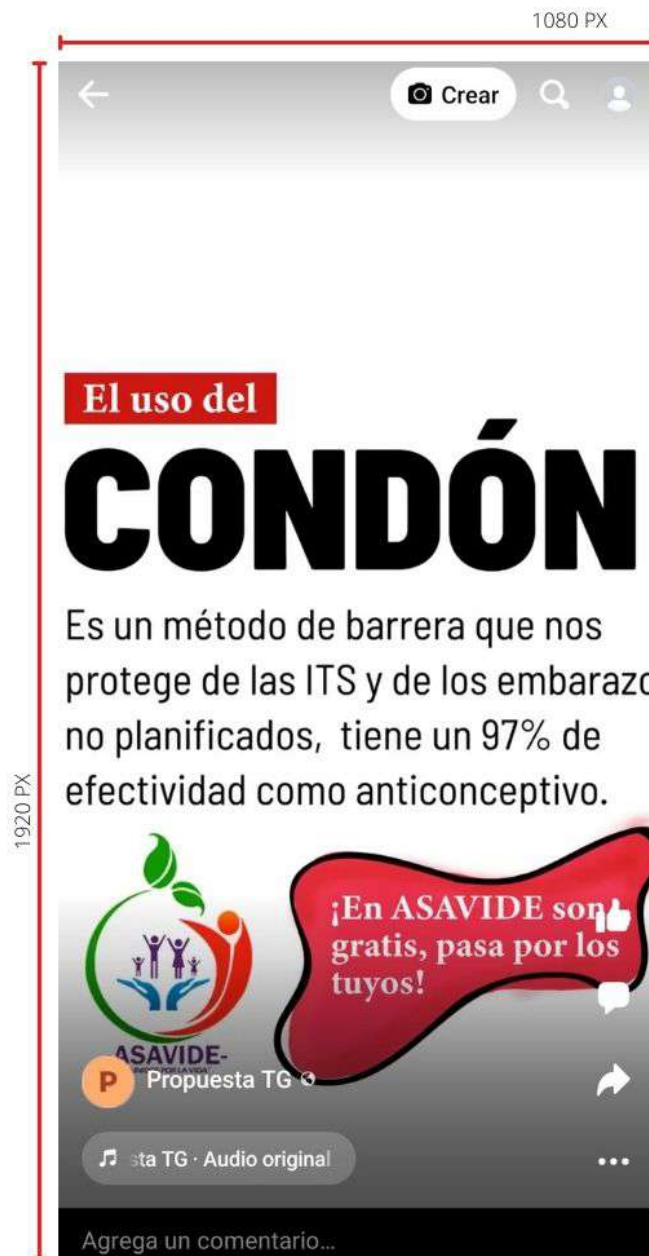 1080 PX
Crear
El uso del
CONDÓN
Es un método de barrera que nos
protege de las ITS y de los embarazo
no planificados, tiene un 97% de
efectividad como anticonceptivo.
1920 PX
¡En ASAVIDE son
gratis, pasa por los
tuyos!
ASAVIDE-
P
Propuesta TG
sta TG · Audio original
Agrega un comentario...